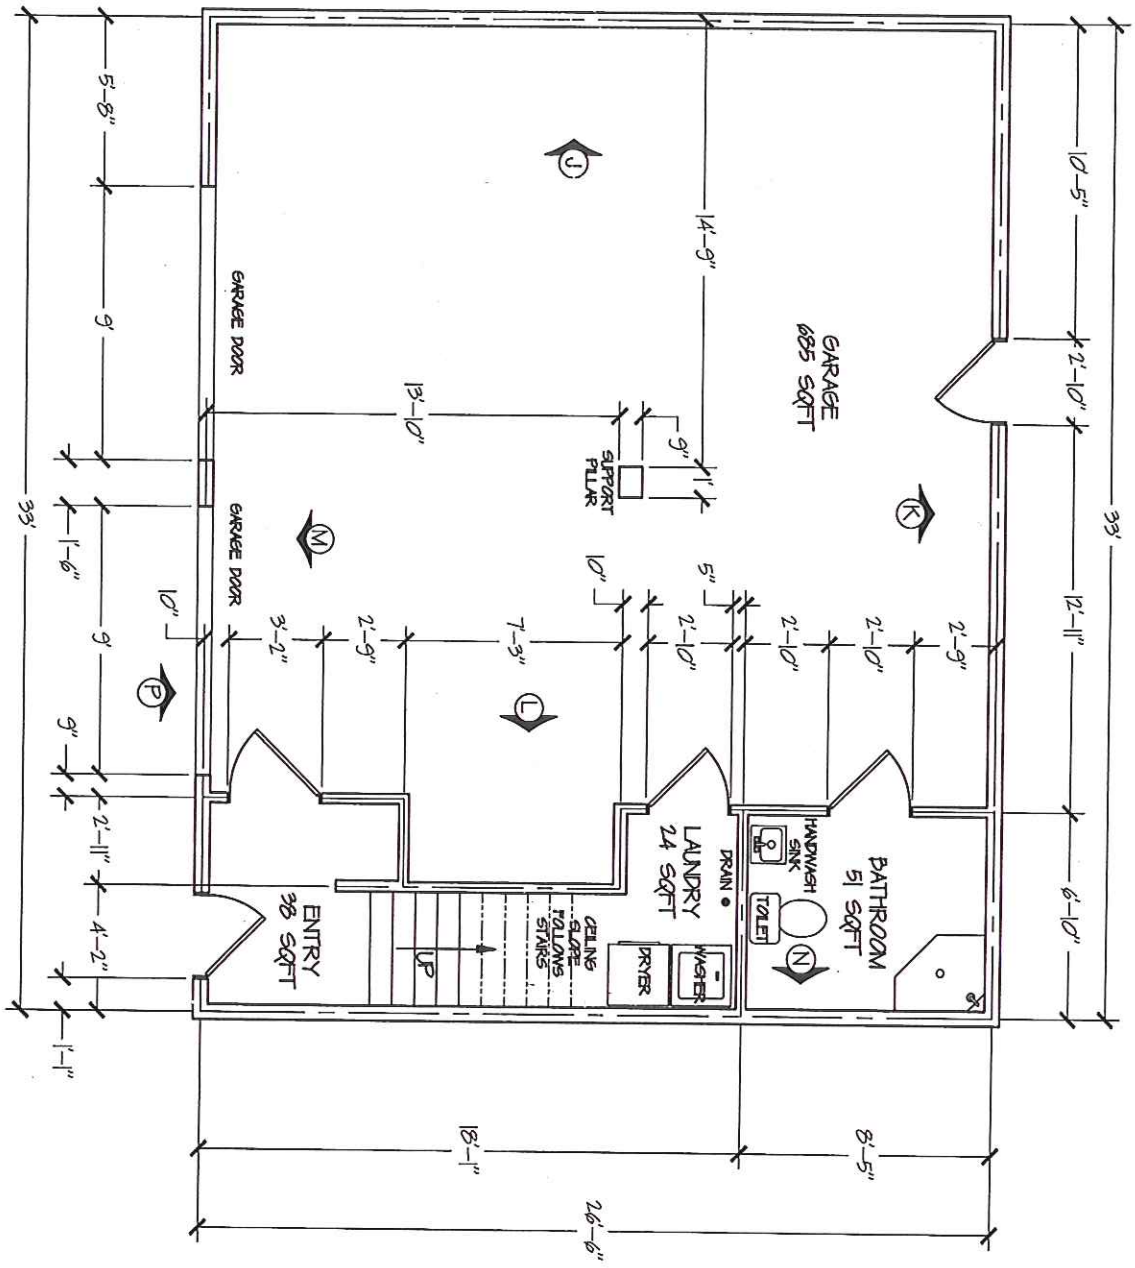 33'
10'-5"
2'-10"
12'-11"
6'-10"
8'-5"
18'-1"
26'-6"
K
2'-9"
2'-10"
2'-10"
5"
2'-10"
10"
7'-3"
2'-9"
3'-2"
10"
GARAGE
685 SQFT
BATHROOM
51 SQFT
N
HANDWASH
SINK
TOILET
14'-9"
1'
9"
DRAIN
LAUNDRY
24 SQFT
WASHER
DRYER
SUPPORT
PILLAR
J
CEILING
SLOPE
FOLLOWS
STAIRS
L
13'-10"
UP
M
ENTRY
38 SQFT
GARAGE DOOR
GARAGE DOOR
P
5'-8"
9'
1'-6"
9'
9"
2'-11"
4'-2"
1'-1"
33'